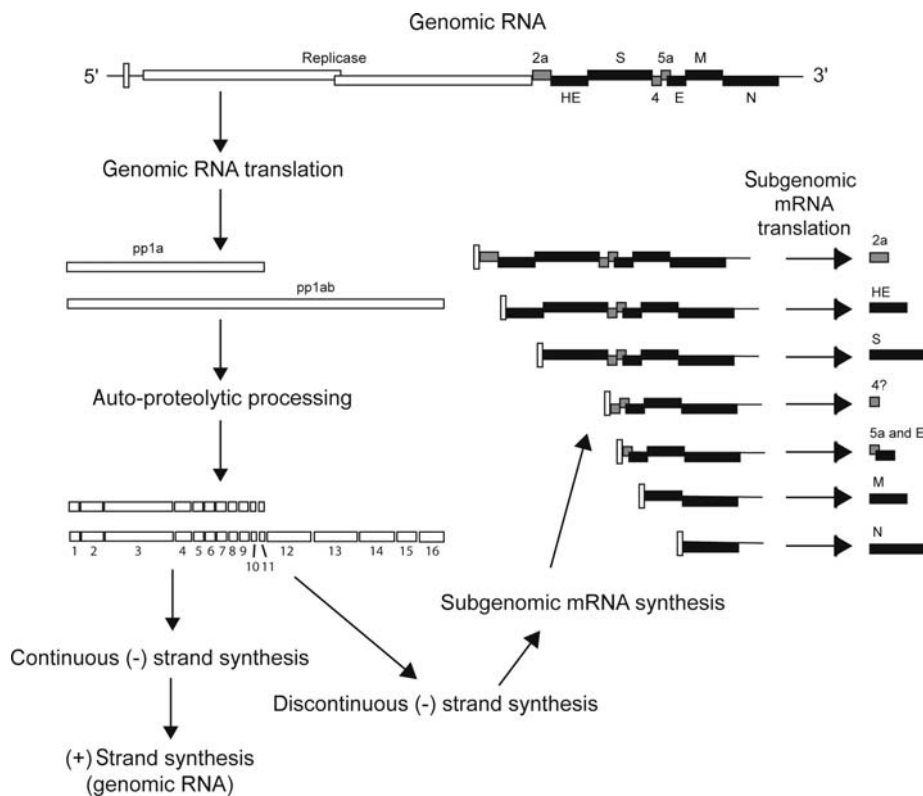 Genomic RNA
5'
Replicase
2a
HE
S
4
5a
E
M
N
3'
Genomic RNA translation
pp1a
pp1ab
Auto-proteolytic processing
1 2 3 4 5 6 7 8 9 10 11 12 13 14 15 16
Continuous (-) strand synthesis
(+) Strand synthesis
(genomic RNA)
Discontinuous (-) strand synthesis
Subgenomic mRNA synthesis
Subgenomic
mRNA
translation
2a
HE
S
4?
5a and E
M
N